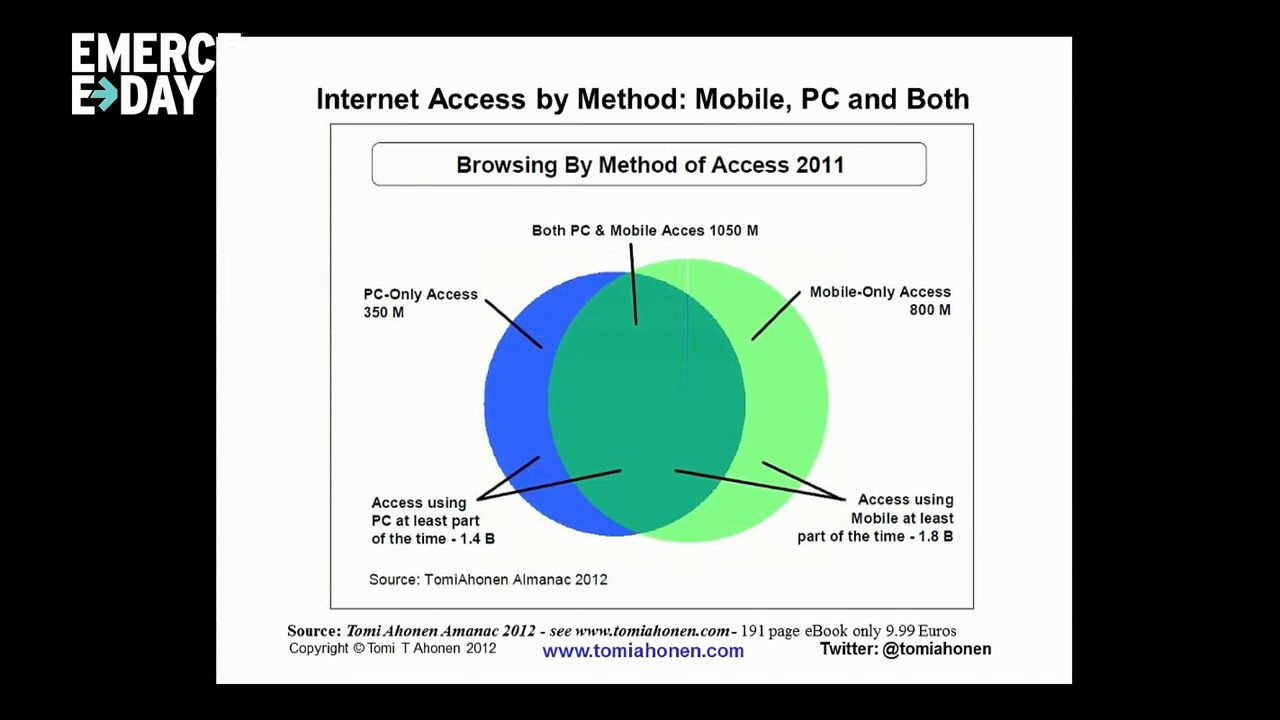 EMERCE
E→DAY
Internet Access by Method: Mobile, PC and Both
Browsing By Method of Access 2011
Both PC & Mobile Acces 1050 M
PC-Only Access
350 M
Mobile-Only Access
800 M
Access using
PC at least part
of the time - 1.4 B
Access using
Mobile at least
part of the time - 1.8 B
Source: TomiAhonen Almanac 2012
Source: Tomi Ahonen Amanac 2012 - see www.tomiahonen.com- 191 page eBook only 9.99 Euros
Copyright © Tomi T Ahonen 2012
www.tomiahonen.com
Twitter: @tomiahonen